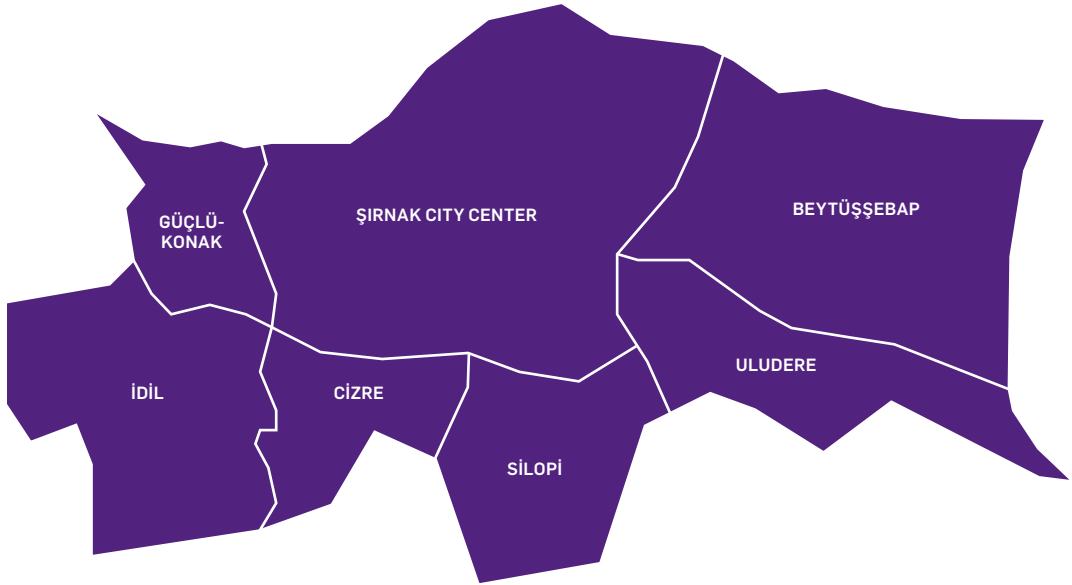 GÜÇLÜ-
KONAK
ŞIRNAK CITY CENTER
BEYTÜŞŞEBAP
İDİL
CİZRE
ULUDERE
SİLOPİ